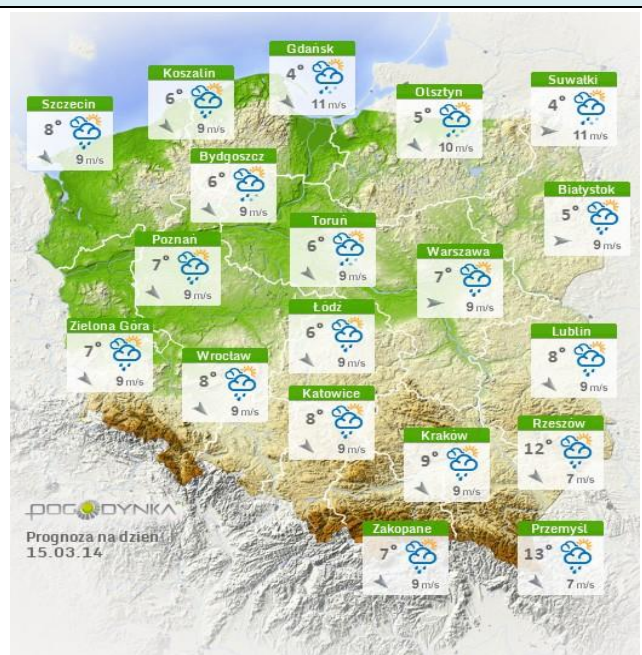 Gdańsk
4°
11 m/s
Koszalin
6°
9 m/s
Szczecin
8°
9 m/s
Olsztyn
5°
10 m/s
Suwałki
4°
11 m/s
Bydgoszcz
6°
9 m/s
Białystok
5°
9 m/s
Toruń
6°
9 m/s
Poznań
7°
9 m/s
Warszawa
7°
9 m/s
Łódź
6°
9 m/s
Zielona Góra
7°
9 m/s
Lublin
8°
9 m/s
Wrocław
8°
9 m/s
Katowice
8°
9 m/s
Kraków
9°
9 m/s
Rzeszów
12°
7 m/s
POGODYNKA
Prognoza na dzień
15.03.14
Zakopane
7°
9 m/s
Przemyśl
13°
7 m/s